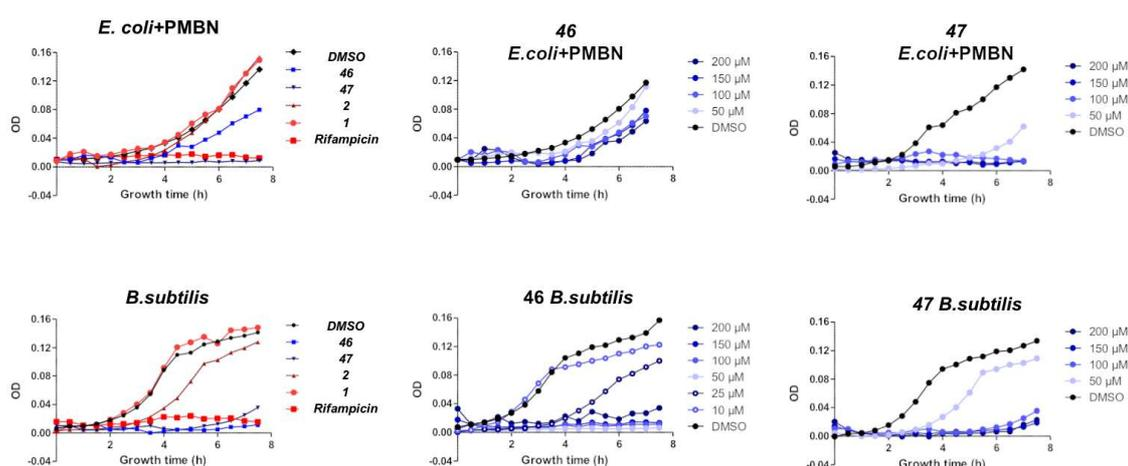 E. coli+PMBN
0.16
0.12
0.08
0.04
0.00
-0.04
OD
2
4
6
8
Growth time (h)
DMSO
46
47
2
1
Rifampicin
46
E.coli+PMBN
0.16
0.12
0.08
0.04
0.00
-0.04
OD
2
4
6
8
Growth time (h)
200 µM
150 µM
100 µM
50 µM
DMSO
47
E.coli+PMBN
0.16
0.12
0.08
0.04
0.00
-0.04
OD
2
4
6
8
Growth time (h)
200 µM
150 µM
100 µM
50 µM
DMSO
B.subtilis
0.16
0.12
0.08
0.04
0.00
-0.04
OD
2
4
6
8
Growth time (h)
DMSO
46
47
2
1
Rifampicin
46 B.subtilis
0.16
0.12
0.08
0.04
0.00
-0.04
OD
2
4
6
8
Growth time (h)
200 µM
150 µM
100 µM
50 µM
25 µM
10 µM
DMSO
47 B.subtilis
0.16
0.12
0.08
0.04
0.00
-0.04
OD
2
4
6
8
Growth time (h)
200 µM
150 µM
100 µM
50 µM
DMSO